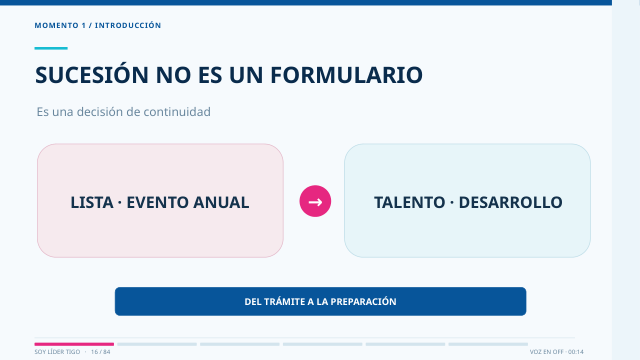 MOMENTO 1 / INTRODUCCIÓN
SUCESIÓN NO ES UN FORMULARIO
Es una decisión de continuidad
LISTA · EVENTO ANUAL
→
TALENTO · DESARROLLO
DEL TRÁMITE A LA PREPARACIÓN
SOY LÍDER TIGO · 16 / 84
VOZ EN OFF · 00:14